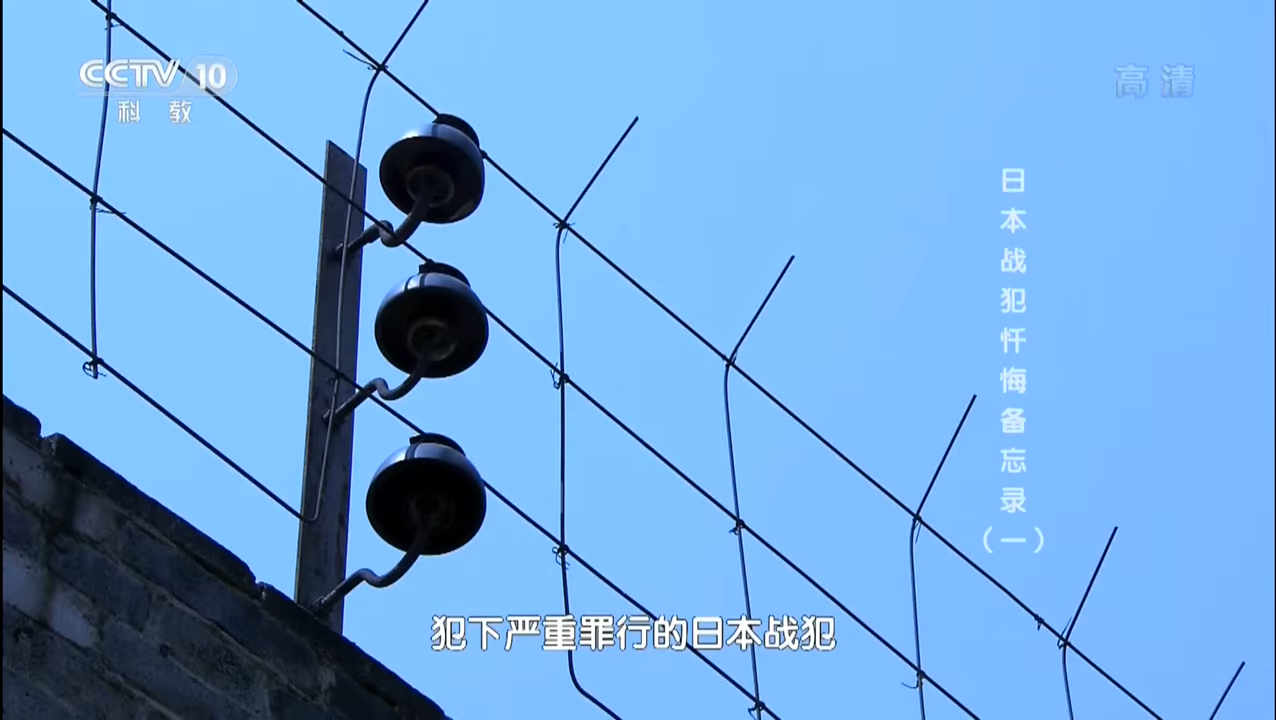 CCTV 10
科教
高清
日本战犯忏悔备忘录
（一）
犯下严重罪行的日本战犯